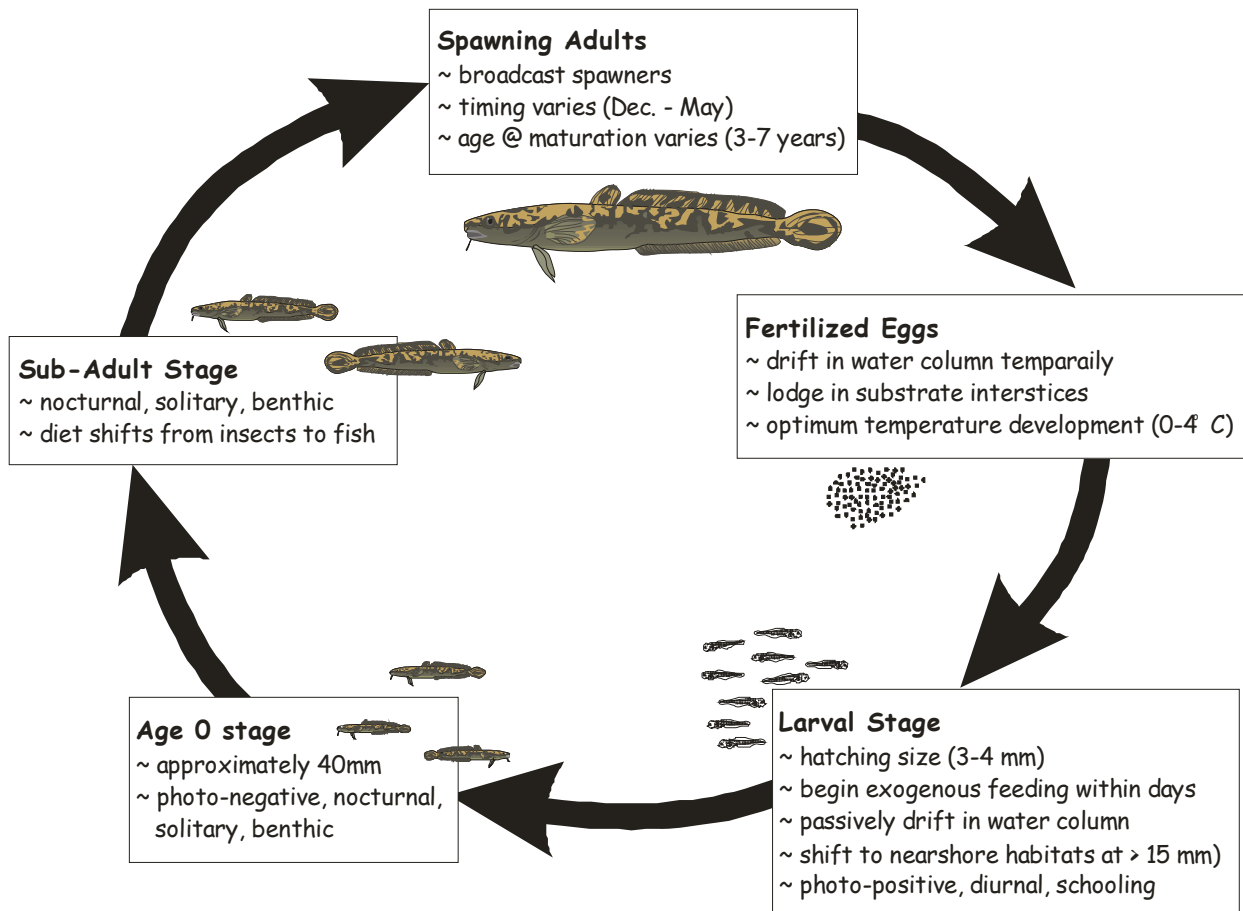 Spawning Adults
~ broadcast spawners
~ timing varies (Dec. - May)
~ age @ maturation varies (3-7 years)
Fertilized Eggs
~ drift in water column temparaily
~ lodge in substrate interstices
~ optimum temperature development (0-4° C)
Larval Stage
~ hatching size (3-4 mm)
~ begin exogenous feeding within days
~ passively drift in water column
~ shift to nearshore habitats at > 15 mm)
~ photo-positive, diurnal, schooling
Age 0 stage
~ approximately 40mm
~ photo-negative, nocturnal,
solitary, benthic
Sub-Adult Stage
~ nocturnal, solitary, benthic
~ diet shifts from insects to fish